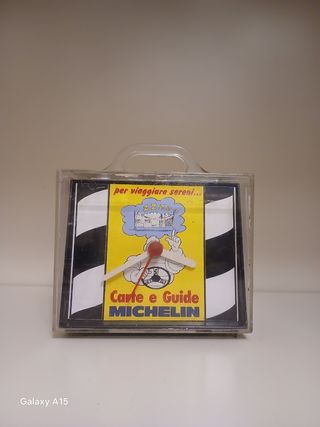 per viaggiare sereni...
Carte e Guide
MICHELIN
Galaxy A15